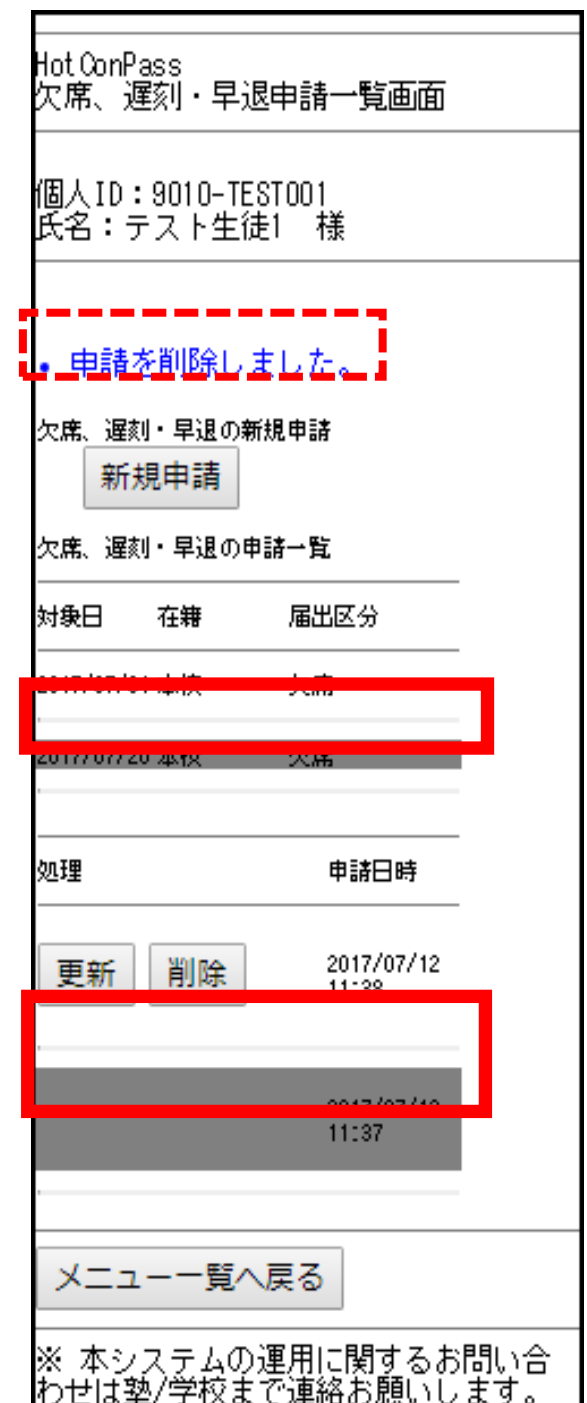 HotConPass
欠席、遅刻・早退申請一覧画面
個人ID：9010-TEST001
氏名：テスト生徒1　様
• 申請を削除しました。
欠席、遅刻・早退の新規申請
新規申請
欠席、遅刻・早退の申請一覧
対象日 在籍 届出区分
本校 欠席
2017/07/20 本校 欠席
処理 申請日時
更新 削除 2017/07/12
11:38
11:37
メニュー一覧へ戻る
※ 本システムの運用に関するお問い合
わせは塾/学校まで連絡お願いします。